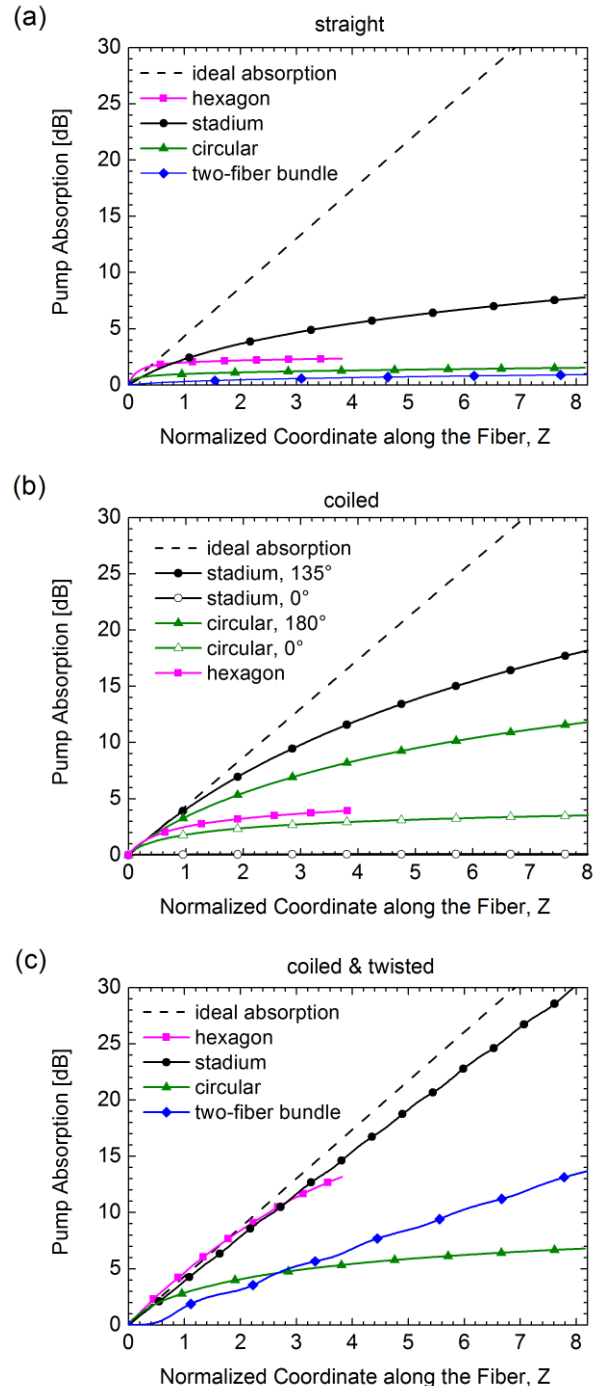 (a)
straight
30
25
20
15
10
5
0
Pump Absorption [dB]
ideal absorption
hexagon
stadium
circular
two-fiber bundle
0 1 2 3 4 5 6 7 8
Normalized Coordinate along the Fiber, Z
(b)
coiled
30
25
20
15
10
5
0
Pump Absorption [dB]
ideal absorption
stadium, 135°
stadium, 0°
circular, 180°
circular, 0°
hexagon
0 1 2 3 4 5 6 7 8
Normalized Coordinate along the Fiber, Z
(c)
coiled & twisted
30
25
20
15
10
5
0
Pump Absorption [dB]
ideal absorption
hexagon
stadium
circular
two-fiber bundle
0 1 2 3 4 5 6 7 8
Normalized Coordinate along the Fiber, Z